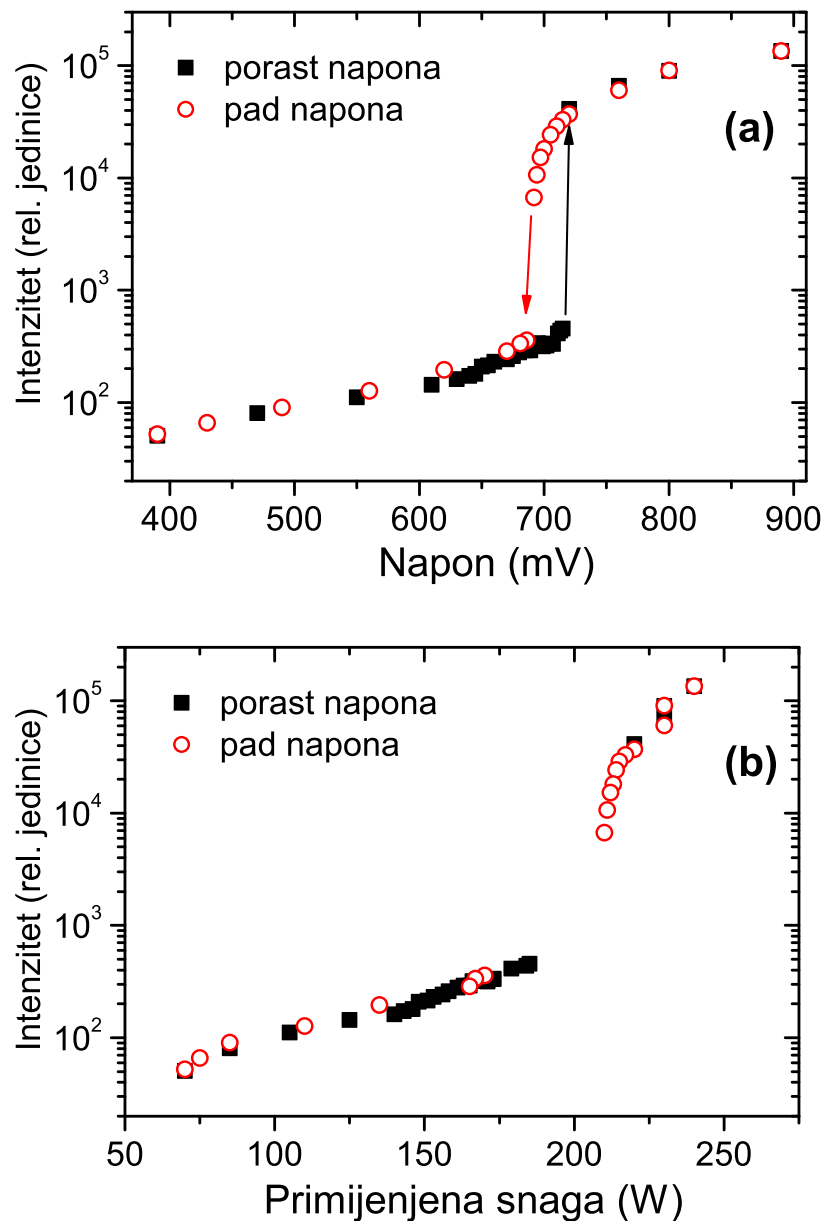 Intenzitet (rel. jedinice)
10^5
10^4
10^3
10^2
porast napona
pad napona
(a)
400 500 600 700 800 900
Napon (mV)
Intenzitet (rel. jedinice)
10^5
10^4
10^3
10^2
porast napona
pad napona
(b)
50 100 150 200 250
Primijenjena snaga (W)